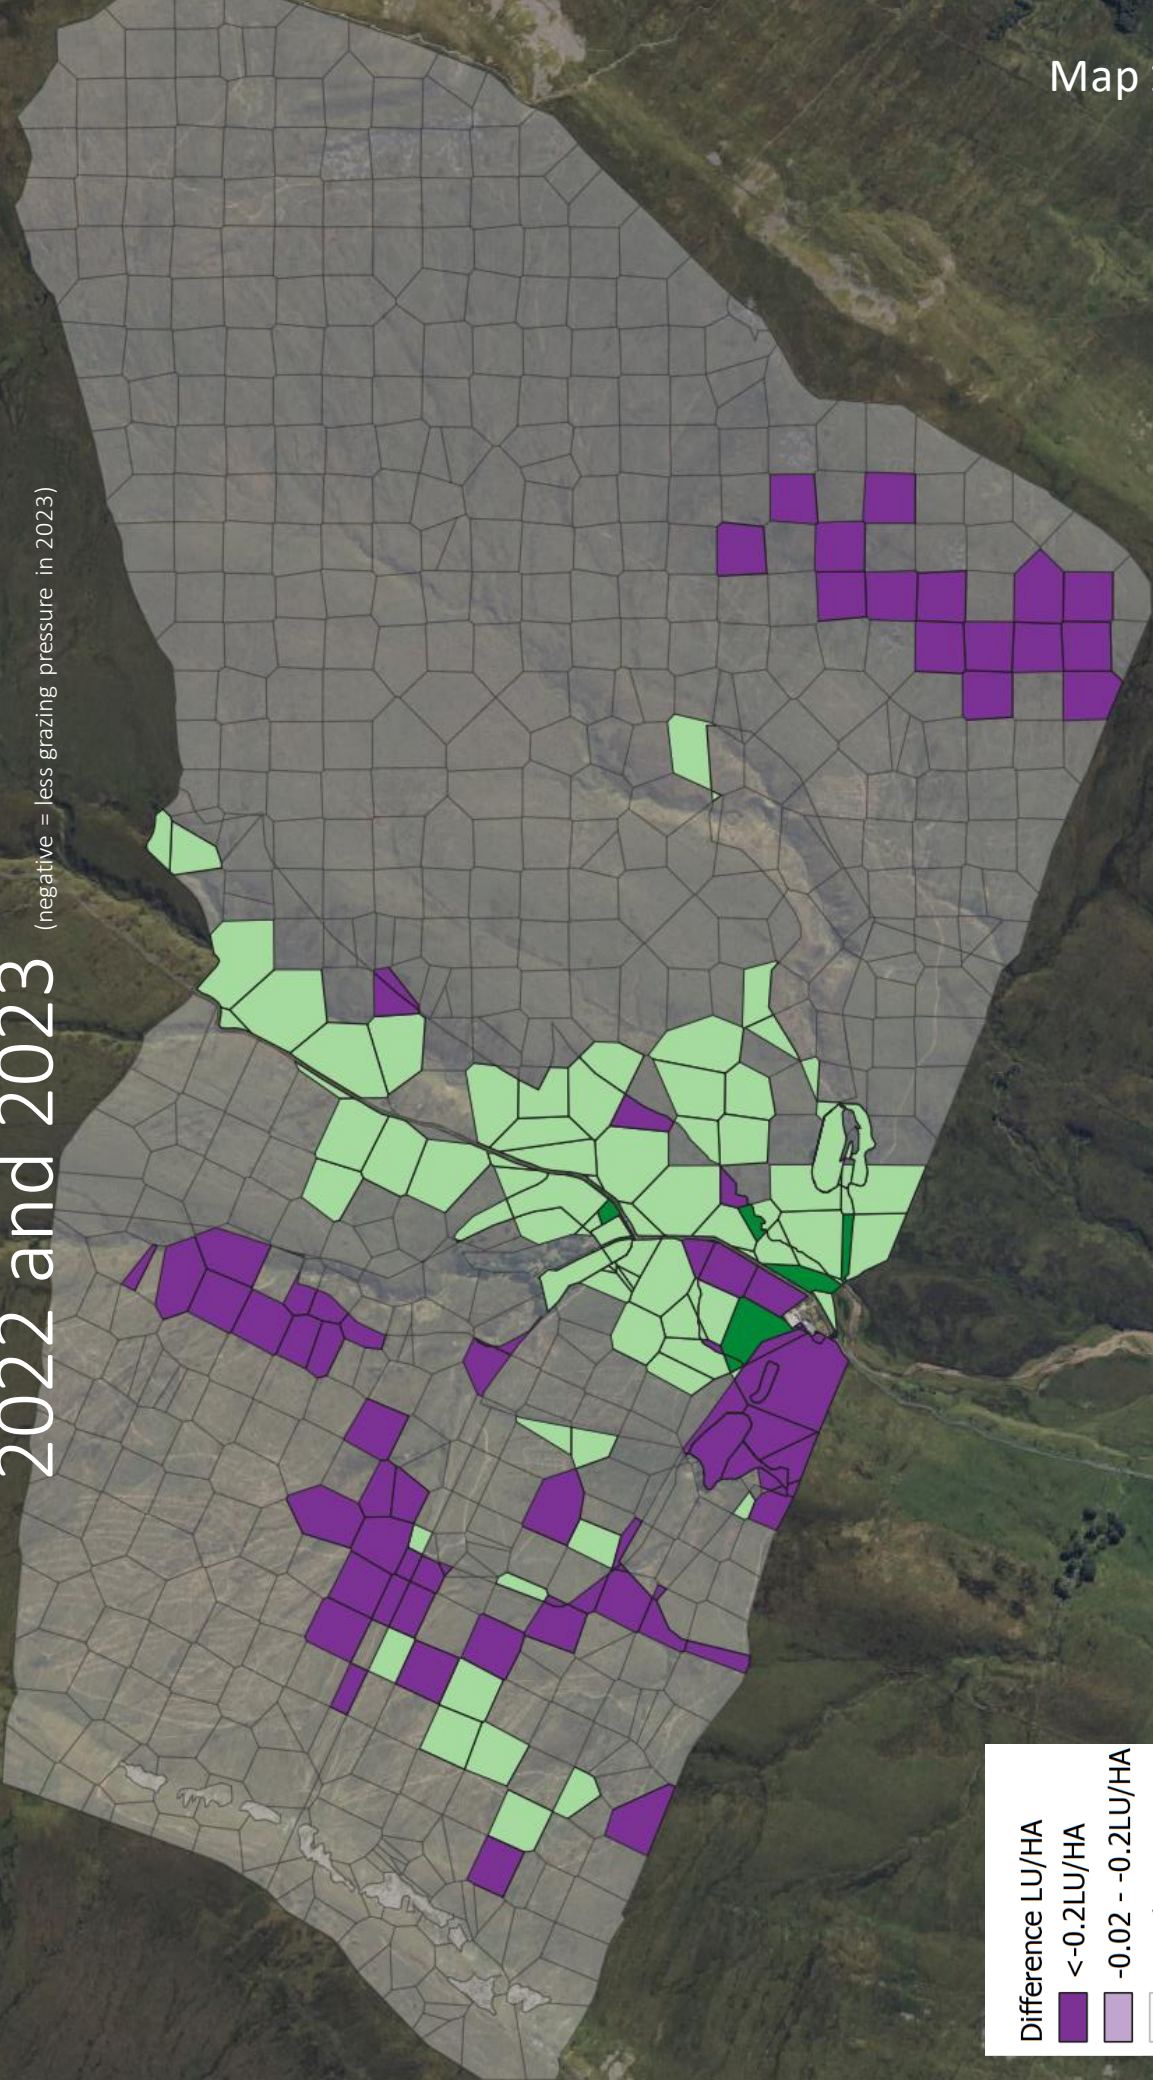 2022 and 2023 (negative = less grazing pressure in 2023)
Map
Difference LU/HA
<-0.2LU/HA
-0.02 - -0.2LU/HA